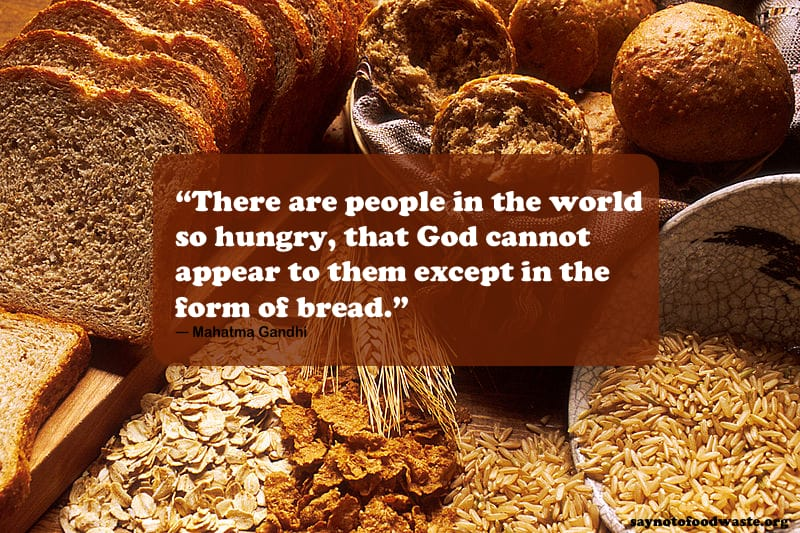 “There are people in the world
so hungry, that God cannot
appear to them except in the
form of bread.”
— Mahatma Gandhi
saynotofoodwaste.org